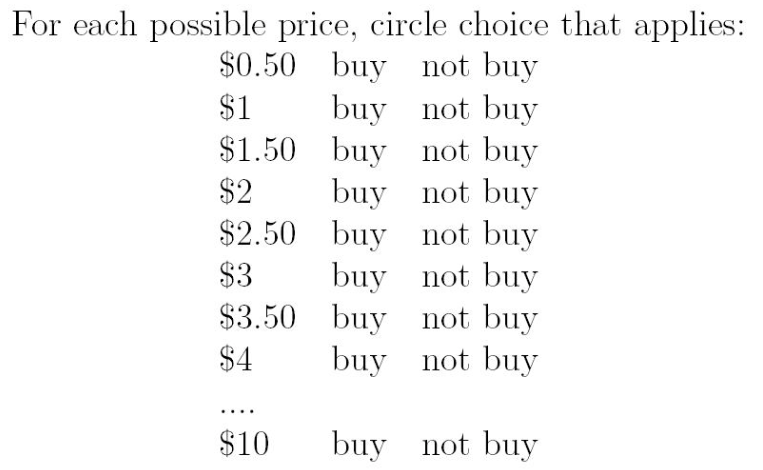 For each possible price, circle choice that applies:
$0.50 buy not buy
$1 buy not buy
$1.50 buy not buy
$2 buy not buy
$2.50 buy not buy
$3 buy not buy
$3.50 buy not buy
$4 buy not buy
....
$10 buy not buy